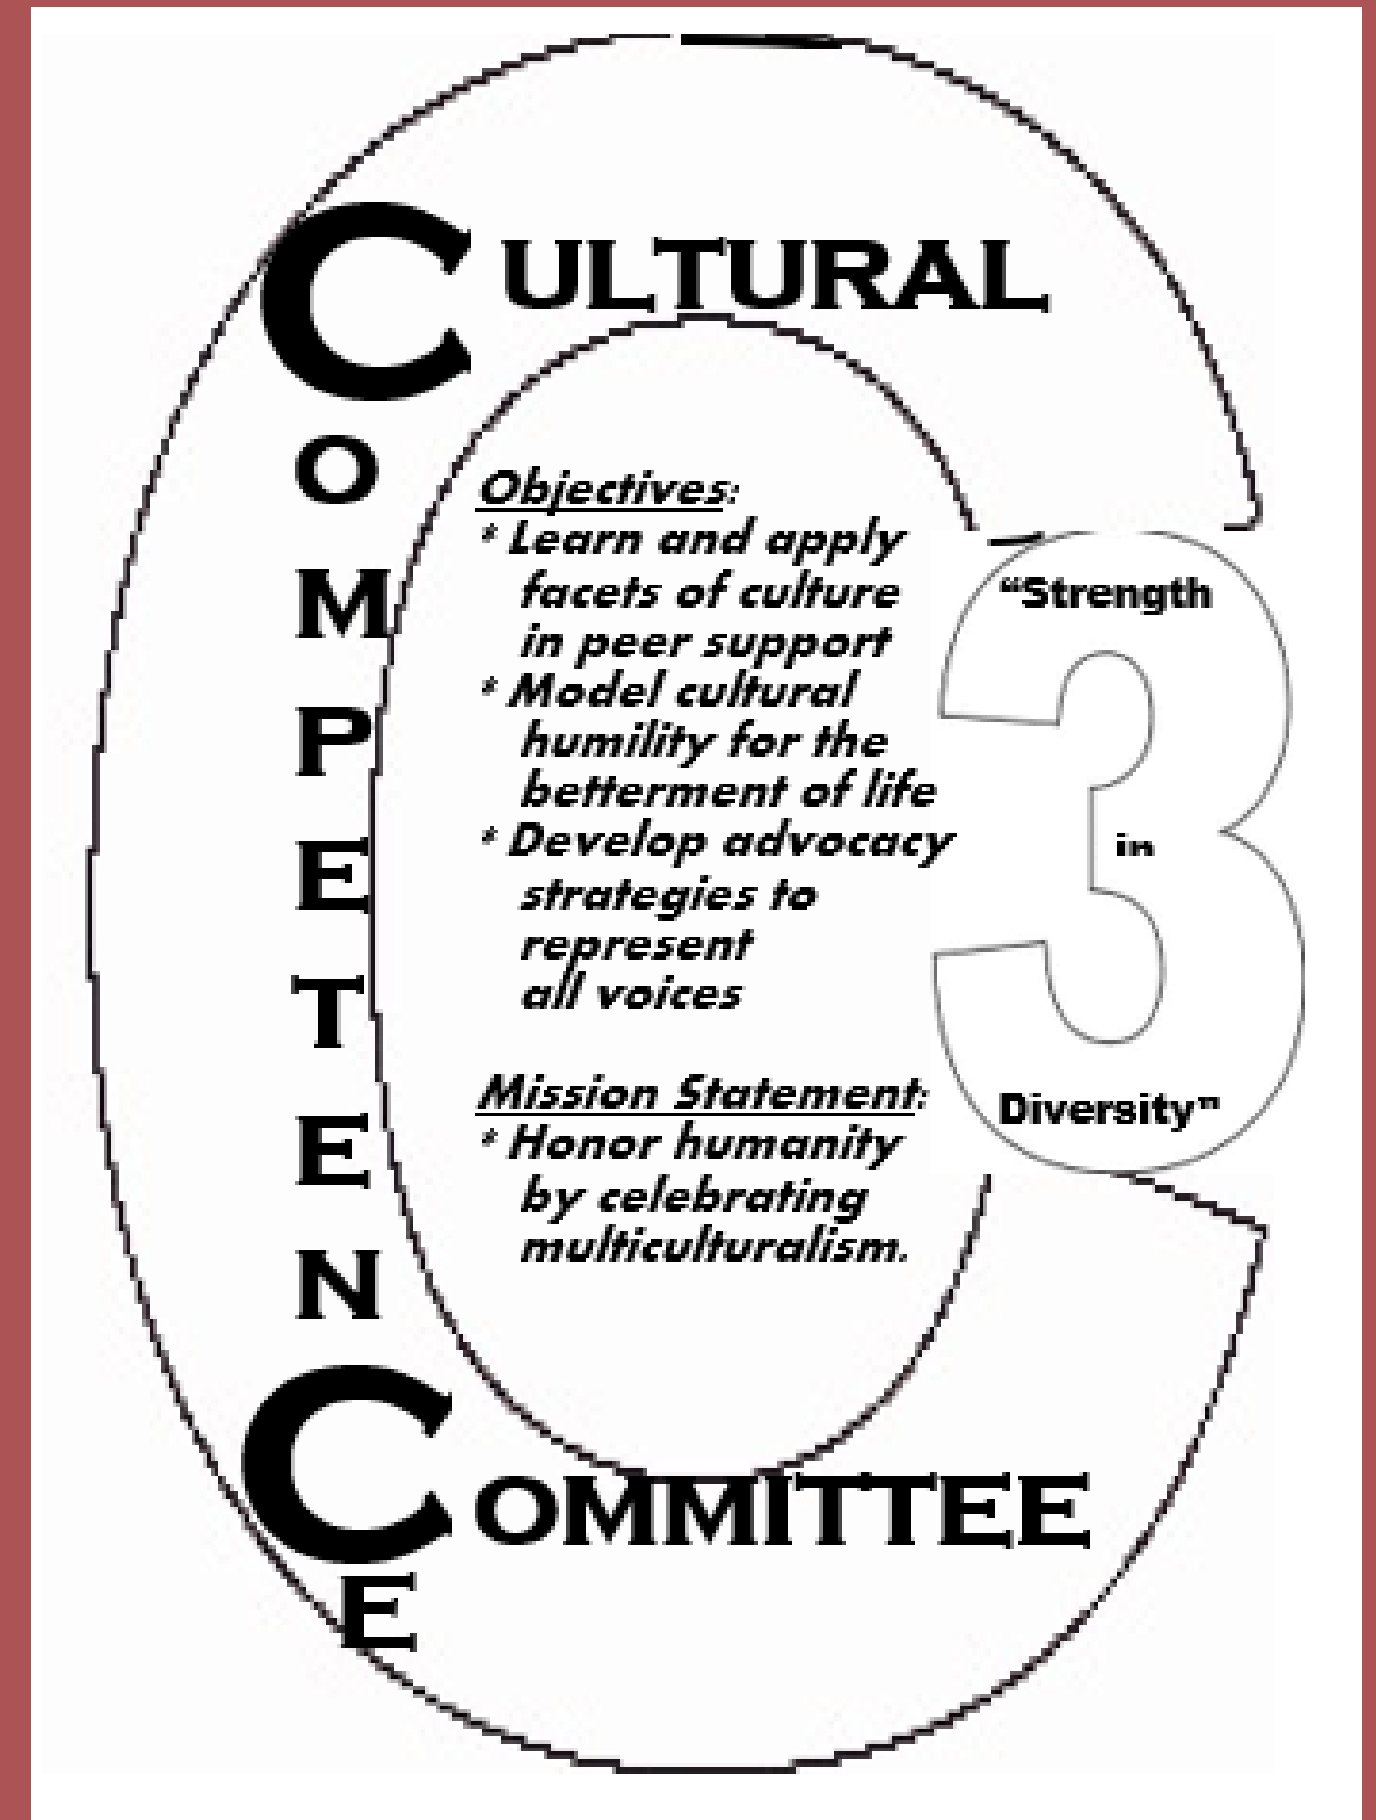 CULTURAL
COMPETENCE
COMMITTEE
Objectives:
* Learn and apply
facets of culture
in peer support
* Model cultural
humility for the
betterment of life
* Develop advocacy
strategies to
represent
all voices
Mission Statement:
* Honor humanity
by celebrating
multiculturalism.
3
“Strength
in
Diversity”